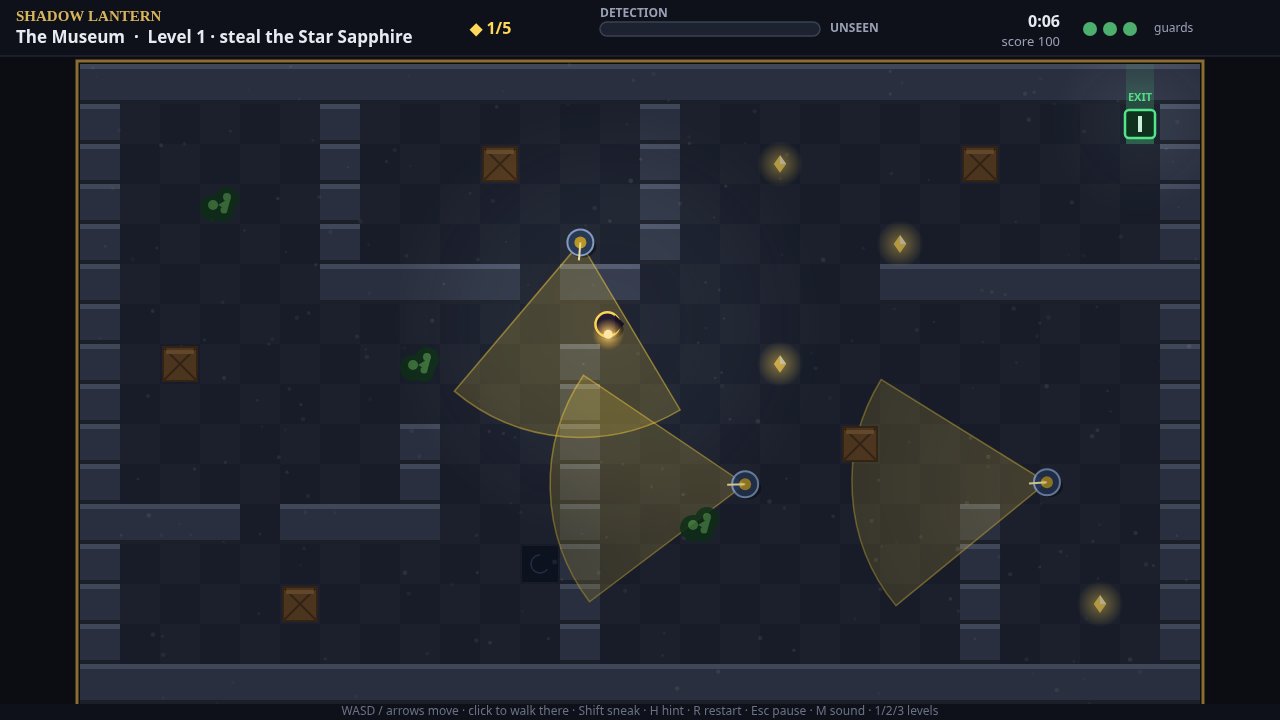 SHADOW LANTERN
The Museum · Level 1 · steal the Star Sapphire
◆ 1/5
DETECTION
UNSEEN
0:06
score 100
guards
EXIT
WASD / arrows move · click to walk there · Shift sneak · H hint · R restart · Esc pause · M sound · 1/2/3 levels